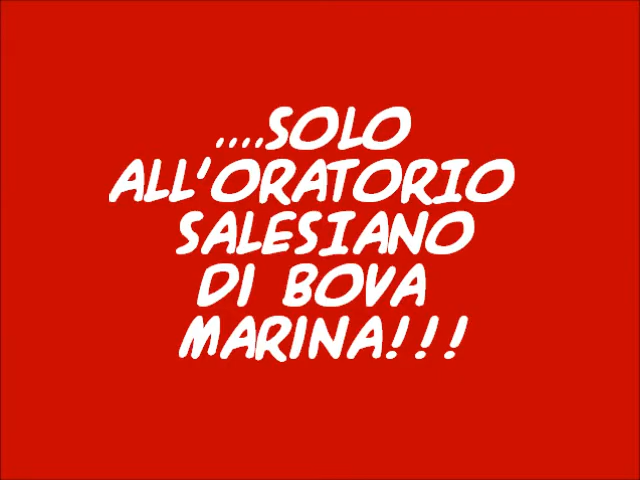 ....SOLO
ALL'ORATORIO
SALESIANO
DI BOVA
MARINA!!!